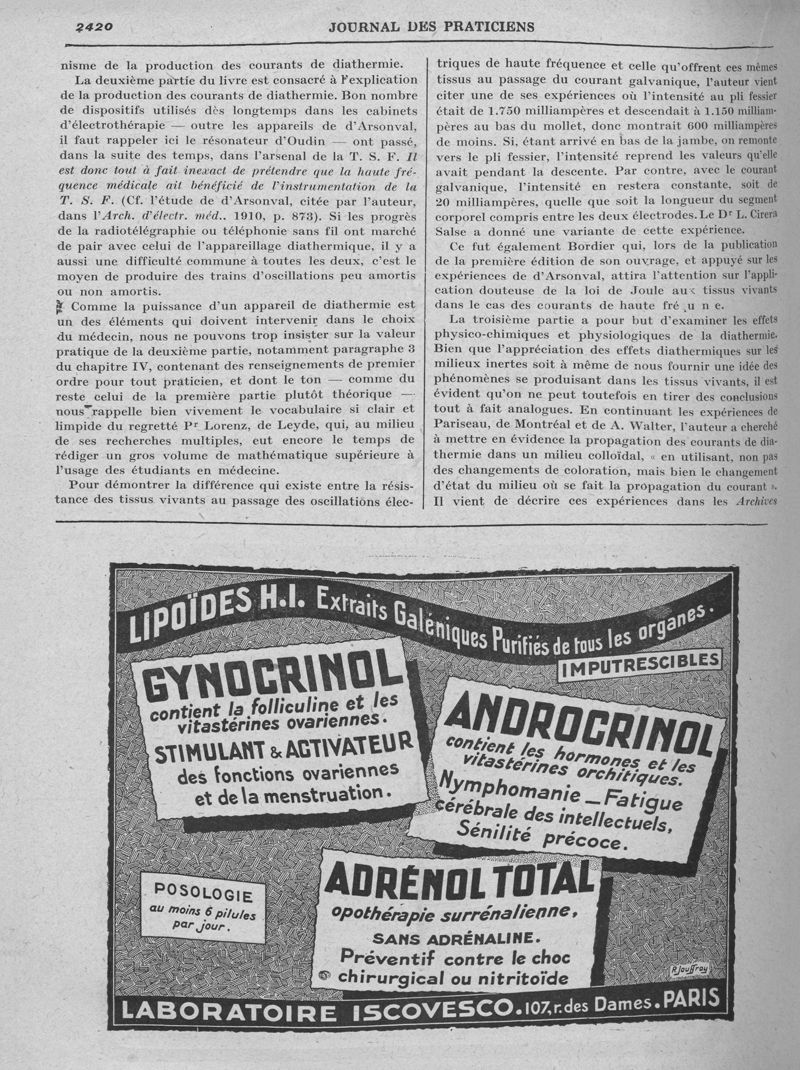 2420
JOURNAL DES PRATICIENS
nisme de la production des courants de diathermie.
La deuxième partie du livre est consacré à l'explication
de la production des courants de diathermie. Bon nombre
de dispositifs utilisés dès longtemps dans les cabinets
d'électrothérapie — outre les appareils de d'Arsonval,
il faut rappeler ici le résonateur d'Oudin — ont passé,
dans la suite des temps, dans l'arsenal de la T. S. F. Il
est donc tout à fait inexact de prétendre que la haute fré-
quence médicale ait bénéficié de l'instrumentation de la
T. S. F. (Cf. l'étude de d'Arsonval, citée par l'auteur,
dans l'Arch. d'électr. méd.. 1910, p. 873). Si les progrès
de la radiotélégraphie ou téléphonie sans fil ont marché
de pair avec celui de l'appareillage diathermique, il y a
aussi une difficulté commune à toutes les deux, c'est le
moyen de produire des trains d'oscillations peu amortis
ou non amortis.
Comme la puissance d'un appareil de diathermie est
un des éléments qui doivent intervenir dans le choix
du médecin, nous ne pouvons trop insister sur la valeur
pratique de la deuxième partie, notamment paragraphe 3
du chapitre IV, contenant des renseignements de premier
ordre pour tout praticien, et dont le ton — comme du
reste celui de la première partie plutôt théorique —
nous rappelle bien vivement le vocabulaire si clair et
limpide du regretté Pr Lorenz, de Leyde, qui, au milieu
de ses recherches multiples, eut encore le temps de
rédiger un gros volume de mathématique supérieure à
l'usage des étudiants en médecine.
Pour démontrer la différence qui existe entre la résis-
tance des tissus vivants au passage des oscillations élec-
triques de haute fréquence et celle qu'offrent ces mêmes
tissus au passage du courant galvanique, l'auteur vient
citer une de ses expériences où l'intensité au pli fessier
était de 1.750 milliampères et descendait à 1.150 milliam-
pères au bas du mollet, donc montrait 600 milliampères
de moins. Si, étant arrivé en bas de la jambe, on remonte
vers le pli fessier, l'intensité reprend les valeurs qu'elle
avait pendant la descente. Par contre, avec le courant
galvanique, l'intensité en restera constante, soit de
20 milliampères, quelle que soit la longueur du segment
corporel compris entre les deux électrodes. Le Dr L. Cirera
Salse a donné une variante de cette expérience.
Ce fut également Bordier qui, lors de la publication
de la première édition de son ouvrage, et appuyé sur les
expériences de d'Arsonval, attira l'attention sur l'appli-
cation douteuse de la loi de Joule aux tissus vivants
dans le cas des courants de haute fré u n e.
La troisième partie a pour but d'examiner les effets
physico-chimiques et physiologiques de la diathermie.
Bien que l'appréciation des effets diathermiques sur les
milieux inertes soit à même de nous fournir une idée des
phénomènes se produisant dans les tissus vivants, il est
évident qu'on ne peut toutefois en tirer des conclusions
tout à fait analogues. En continuant les expériences de
Pariseau, de Montréal et de A. Walter, l'auteur a cherché
à mettre en évidence la propagation des courants de dia-
thermie dans un milieu colloïdal, « en utilisant, non pas
des changements de coloration, mais bien le changement
d'état du milieu où se fait la propagation du courant ».
Il vient de décrire ces expériences dans les Archives
LIPOÏDES H.I. Extraits Galéniques Purifiés de tous les organes.
IMPUTRESCIBLES
GYNOCRINOL
contient la folliculine et les
vitastérines ovariennes.
STIMULANT & ACTIVATEUR
des fonctions ovariennes
et de la menstruation.
ANDROCRINOL
contient les hormones et les
vitastérines orchitiques.
Nymphomanie _ Fatigue
cérébrale des intellectuels,
Sénilité précoce.
POSOLOGIE
au moins 6 pilules
par jour.
ADRÉNOL TOTAL
opothérapie surrénalienne,
SANS ADRÉNALINE.
Préventif contre le choc
chirurgical ou nitritoïde
R. Jouffroy
LABORATOIRE ISCOVESCO. 107, r. des Dames. PARIS